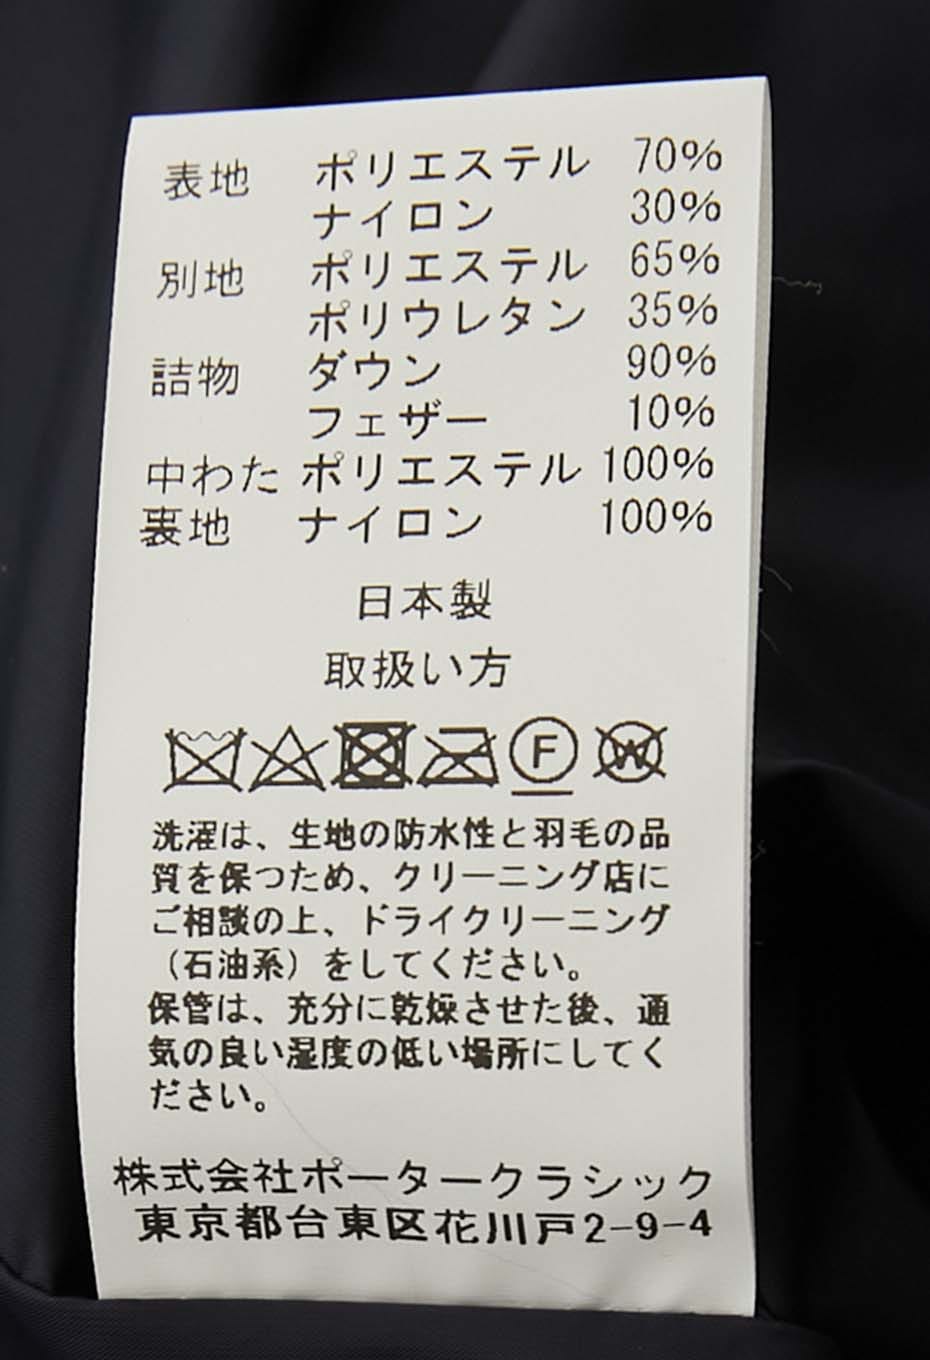 表地 ポリエステル 70%
ナイロン 30%
別地 ポリエステル 65%
ポリウレタン 35%
詰物 ダウン 90%
フェザー 10%
中わた ポリエステル 100%
裏地 ナイロン 100%
日本製
取扱い方
F W
洗濯は、生地の防水性と羽毛の品
質を保つため、クリーニング店に
ご相談の上、ドライクリーニング
（石油系）をしてください。
保管は、充分に乾燥させた後、通
気の良い湿度の低い場所にしてく
ださい。
株式会社ポータークラシック
東京都台東区花川戸2-9-4